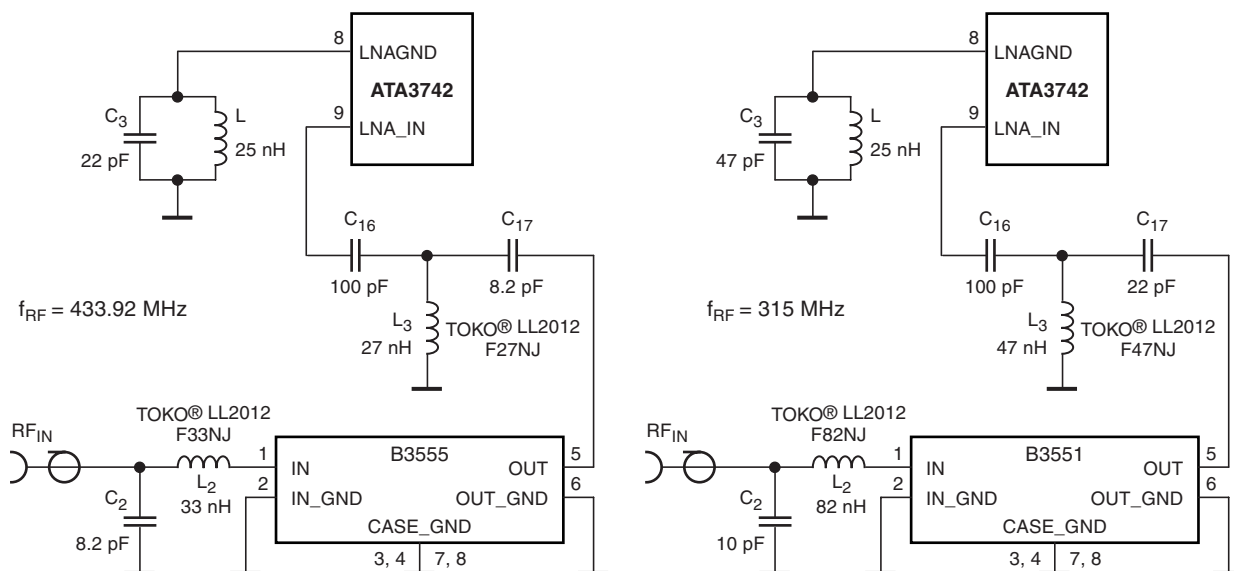 8
LNAGND
ATA3742
C3
L
9
LNA_IN
22 pF
25 nH
C16
C17
100 pF
8.2 pF
fRF = 433.92 MHz
L3
TOKO® LL2012
27 nH
F27NJ
TOKO® LL2012
F33NJ
RFIN
1
IN
B3555
OUT
5
L2
2
IN_GND
OUT_GND
6
C2
33 nH
CASE_GND
8.2 pF
3, 4
7, 8
8
LNAGND
ATA3742
C3
L
9
LNA_IN
47 pF
25 nH
C16
C17
100 pF
22 pF
fRF = 315 MHz
L3
TOKO® LL2012
47 nH
F47NJ
TOKO® LL2012
F82NJ
RFIN
1
IN
B3551
OUT
5
L2
2
IN_GND
OUT_GND
6
C2
82 nH
CASE_GND
10 pF
3, 4
7, 8